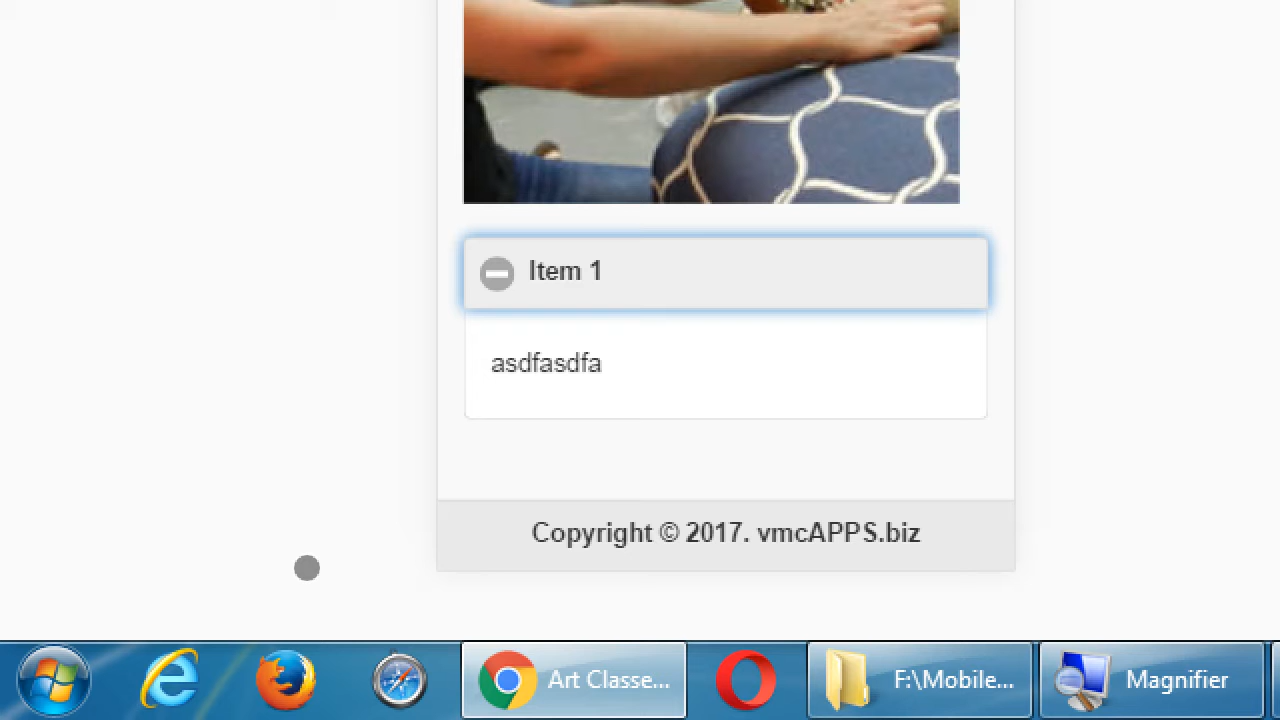 Item 1
asdfasdfa
Copyright © 2017. vmcAPPS.biz
Art Classe...
F:\Mobile...
Magnifier